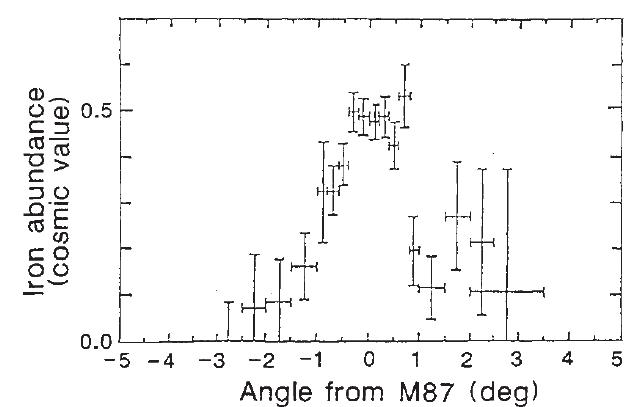 Iron abundance
(cosmic value)
0.5
0.0
-5 -4 -3 -2 -1 0 1 2 3 4 5
Angle from M87 (deg)